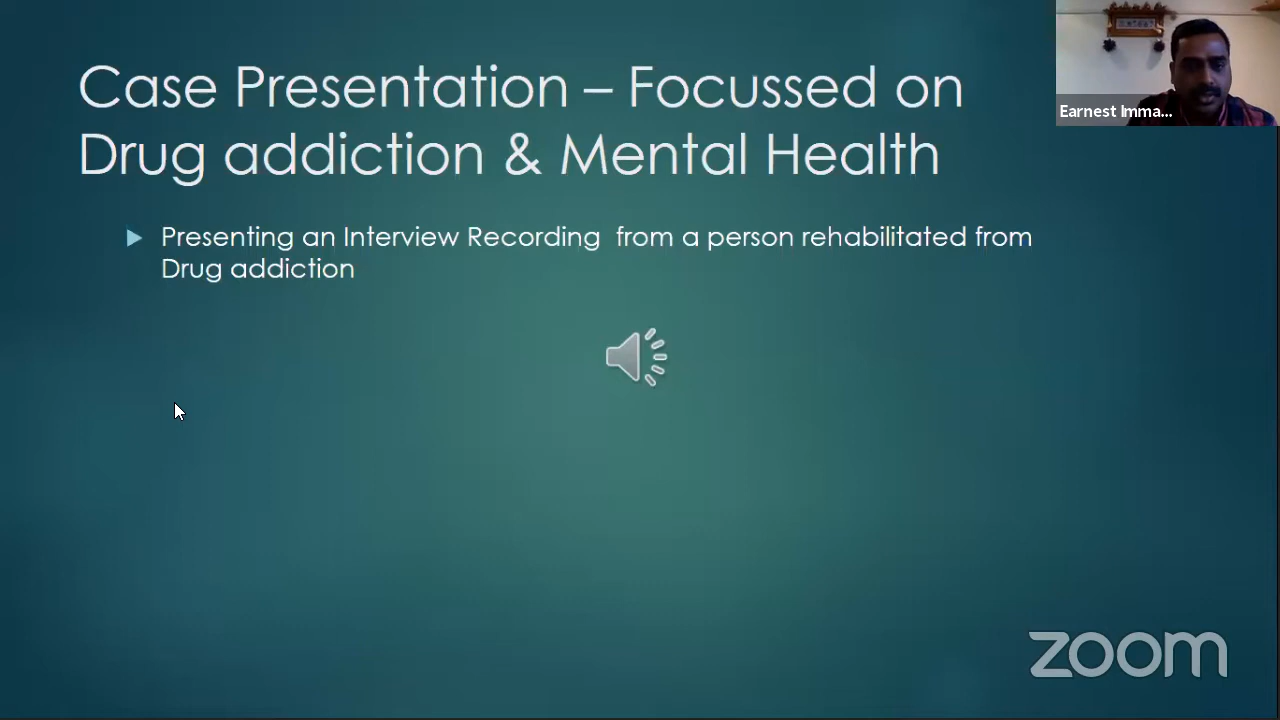 Case Presentation – Focussed on
Drug addiction & Mental Health
Presenting an Interview Recording from a person rehabilitated from
Drug addiction
Earnest Imma...
zoom